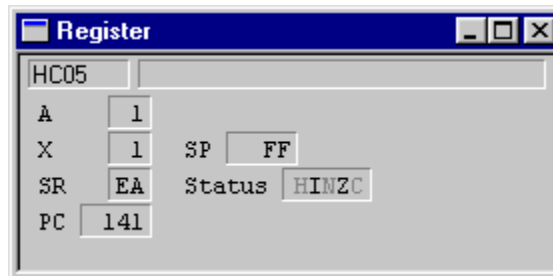 Register
HC05
A 1
X 1 SP FF
SR EA Status HINZC
PC 141